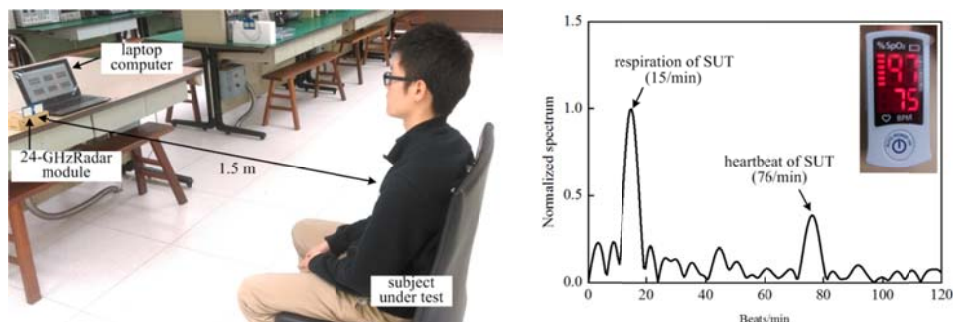 laptop
computer
24-GHzRadar
module
1.5 m
subject
under test
Normalized spectrum
1.5
1.0
0.5
0.0
respiration of SUT
(15/min)
heartbeat of SUT
(76/min)
%SpO₂
97
75
BPM
0
20
40
60
80
100
120
Beats/min